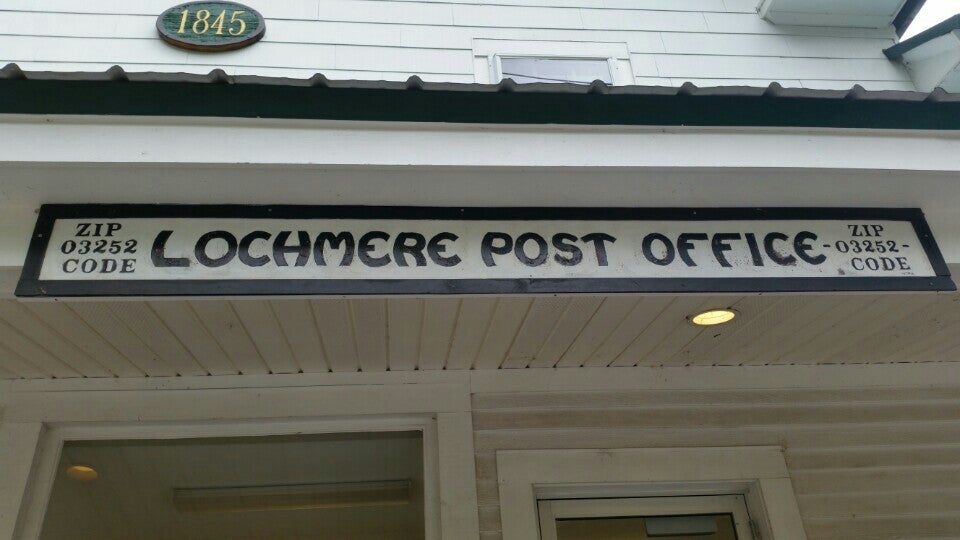 1845
ZIP
03252
CODE
LOCHMERE POST OFFICE
ZIP
-03252-
CODE